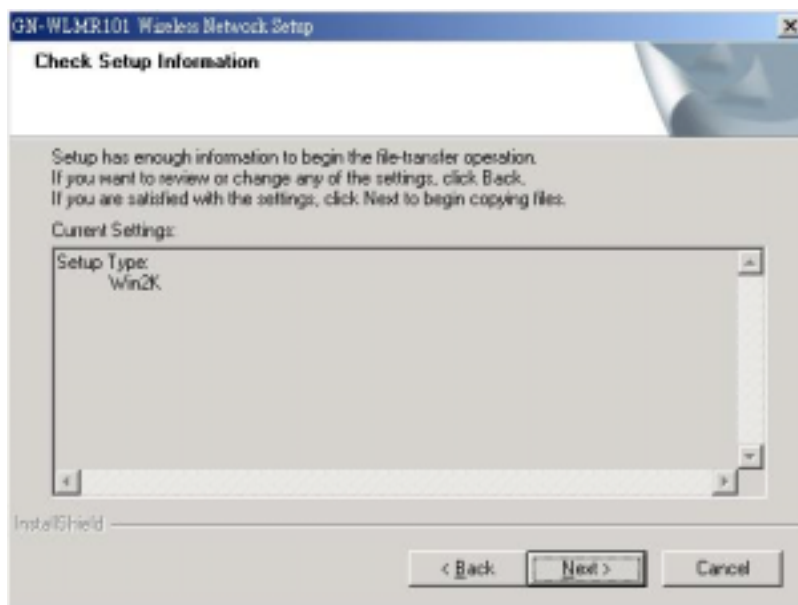 GN-WLMR101 Wireless Network Setup
Check Setup Information
Setup has enough information to begin the file-transfer operation.
If you want to review or change any of the settings, click Back.
If you are satisfied with the settings, click Next to begin copying files.
Current Settings:
Setup Type:
Win2K
InstallShield
< Back Next > Cancel